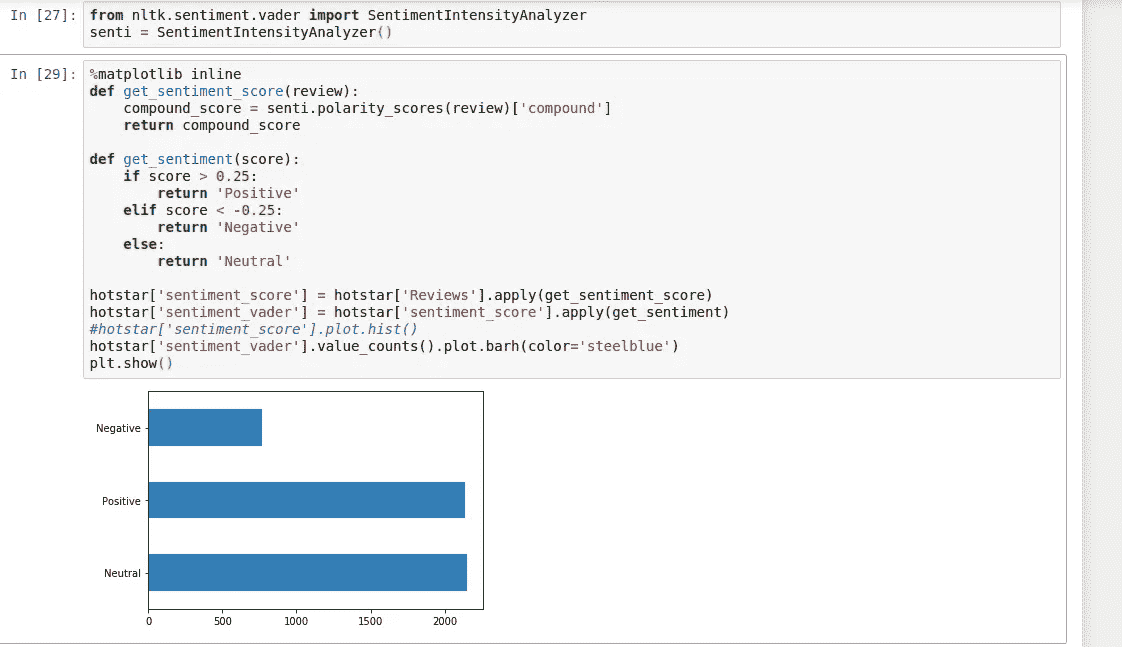 In [27]: from nltk.sentiment.vader import SentimentIntensityAnalyzer
senti = SentimentIntensityAnalyzer()
In [29]: %matplotlib inline
def get_sentiment_score(review):
    compound_score = senti.polarity_scores(review)['compound']
    return compound_score

def get_sentiment(score):
    if score > 0.25:
        return 'Positive'
    elif score < -0.25:
        return 'Negative'
    else:
        return 'Neutral'

hotstar['sentiment_score'] = hotstar['Reviews'].apply(get_sentiment_score)
hotstar['sentiment_vader'] = hotstar['sentiment_score'].apply(get_sentiment)
#hotstar['sentiment_score'].plot.hist()
hotstar['sentiment_vader'].value_counts().plot.barh(color='steelblue')
plt.show()
Negative
Positive
Neutral
0 500 1000 1500 2000